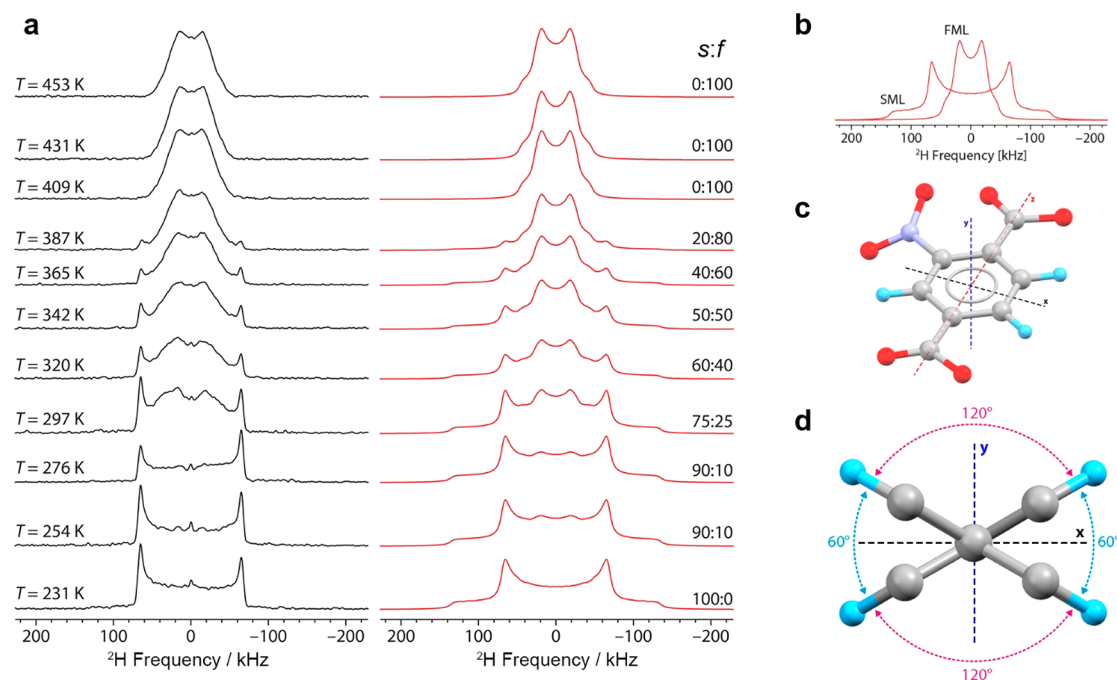 a
s:f
T = 453 K
0:100
T = 431 K
0:100
T = 409 K
0:100
T = 387 K
20:80
T = 365 K
40:60
T = 342 K
50:50
T = 320 K
60:40
T = 297 K
75:25
T = 276 K
90:10
T = 254 K
90:10
T = 231 K
100:0
200 100 0 −100 −200
200 100 0 −100 −200
²H Frequency / kHz
²H Frequency / kHz
b
FML
SML
200 100 0 -100 -200
²H Frequency [kHz]
c
z
y
x
d
120°
y
60°
x
60°
120°